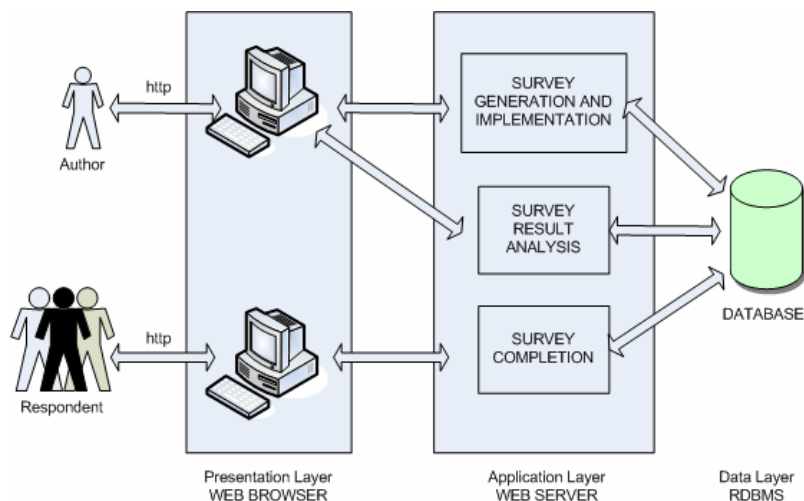 http
Author
SURVEY
GENERATION AND
IMPLEMENTATION
SURVEY
RESULT
ANALYSIS
DATABASE
http
Respondent
SURVEY
COMPLETION
Presentation Layer
WEB BROWSER
Application Layer
WEB SERVER
Data Layer
RDBMS